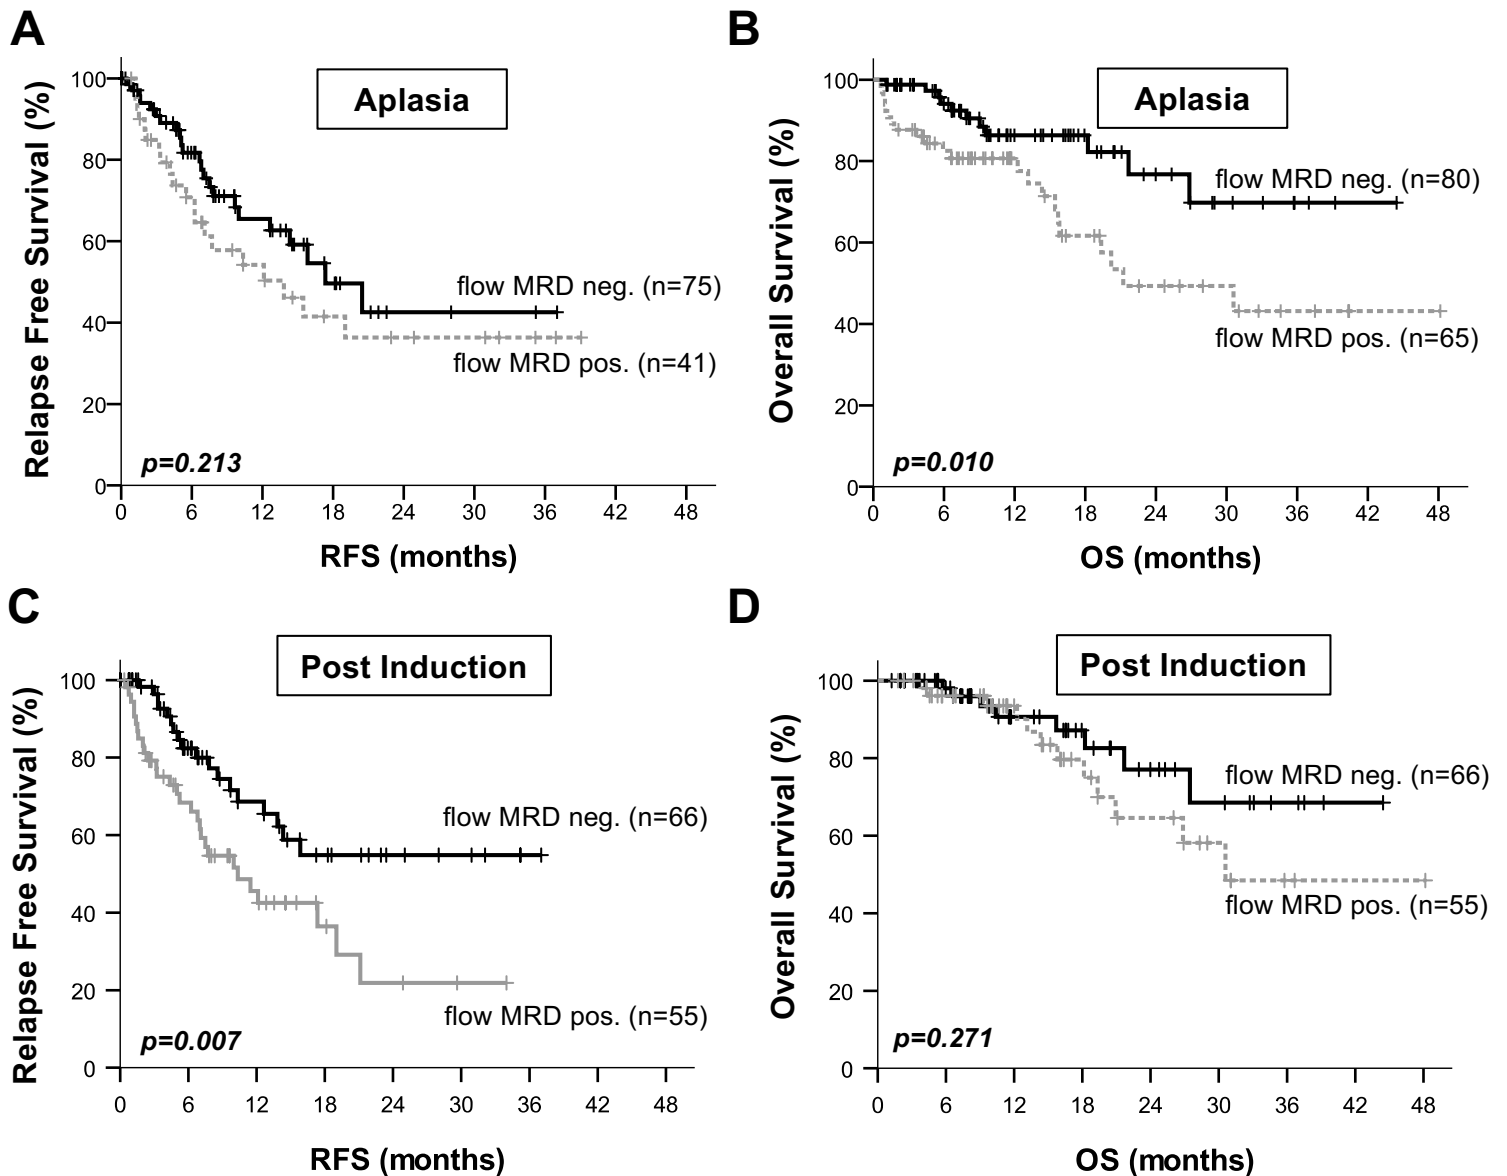 A
Aplasia
Relapse Free Survival (%)
100
80
60
40
20
0
flow MRD neg. (n=75)
flow MRD pos. (n=41)
p=0.213
0 6 12 18 24 30 36 42 48
RFS (months)
B
Aplasia
Overall Survival (%)
100
80
60
40
20
0
flow MRD neg. (n=80)
flow MRD pos. (n=65)
p=0.010
0 6 12 18 24 30 36 42 48
OS (months)
C
Post Induction
Relapse Free Survival (%)
100
80
60
40
20
0
flow MRD neg. (n=66)
flow MRD pos. (n=55)
p=0.007
0 6 12 18 24 30 36 42 48
RFS (months)
D
Post Induction
Overall Survival (%)
100
80
60
40
20
0
flow MRD neg. (n=66)
flow MRD pos. (n=55)
p=0.271
0 6 12 18 24 30 36 42 48
OS (months)